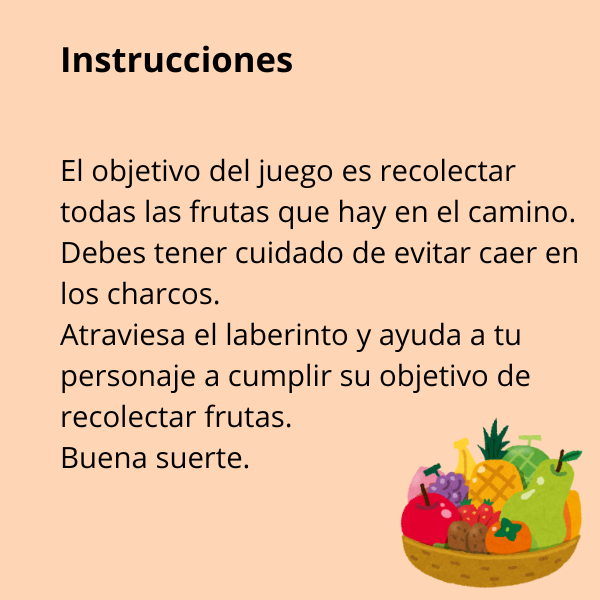 Instrucciones
El objetivo del juego es recolectar
todas las frutas que hay en el camino.
Debes tener cuidado de evitar caer en
los charcos.
Atraviesa el laberinto y ayuda a tu
personaje a cumplir su objetivo de
recolectar frutas.
Buena suerte.